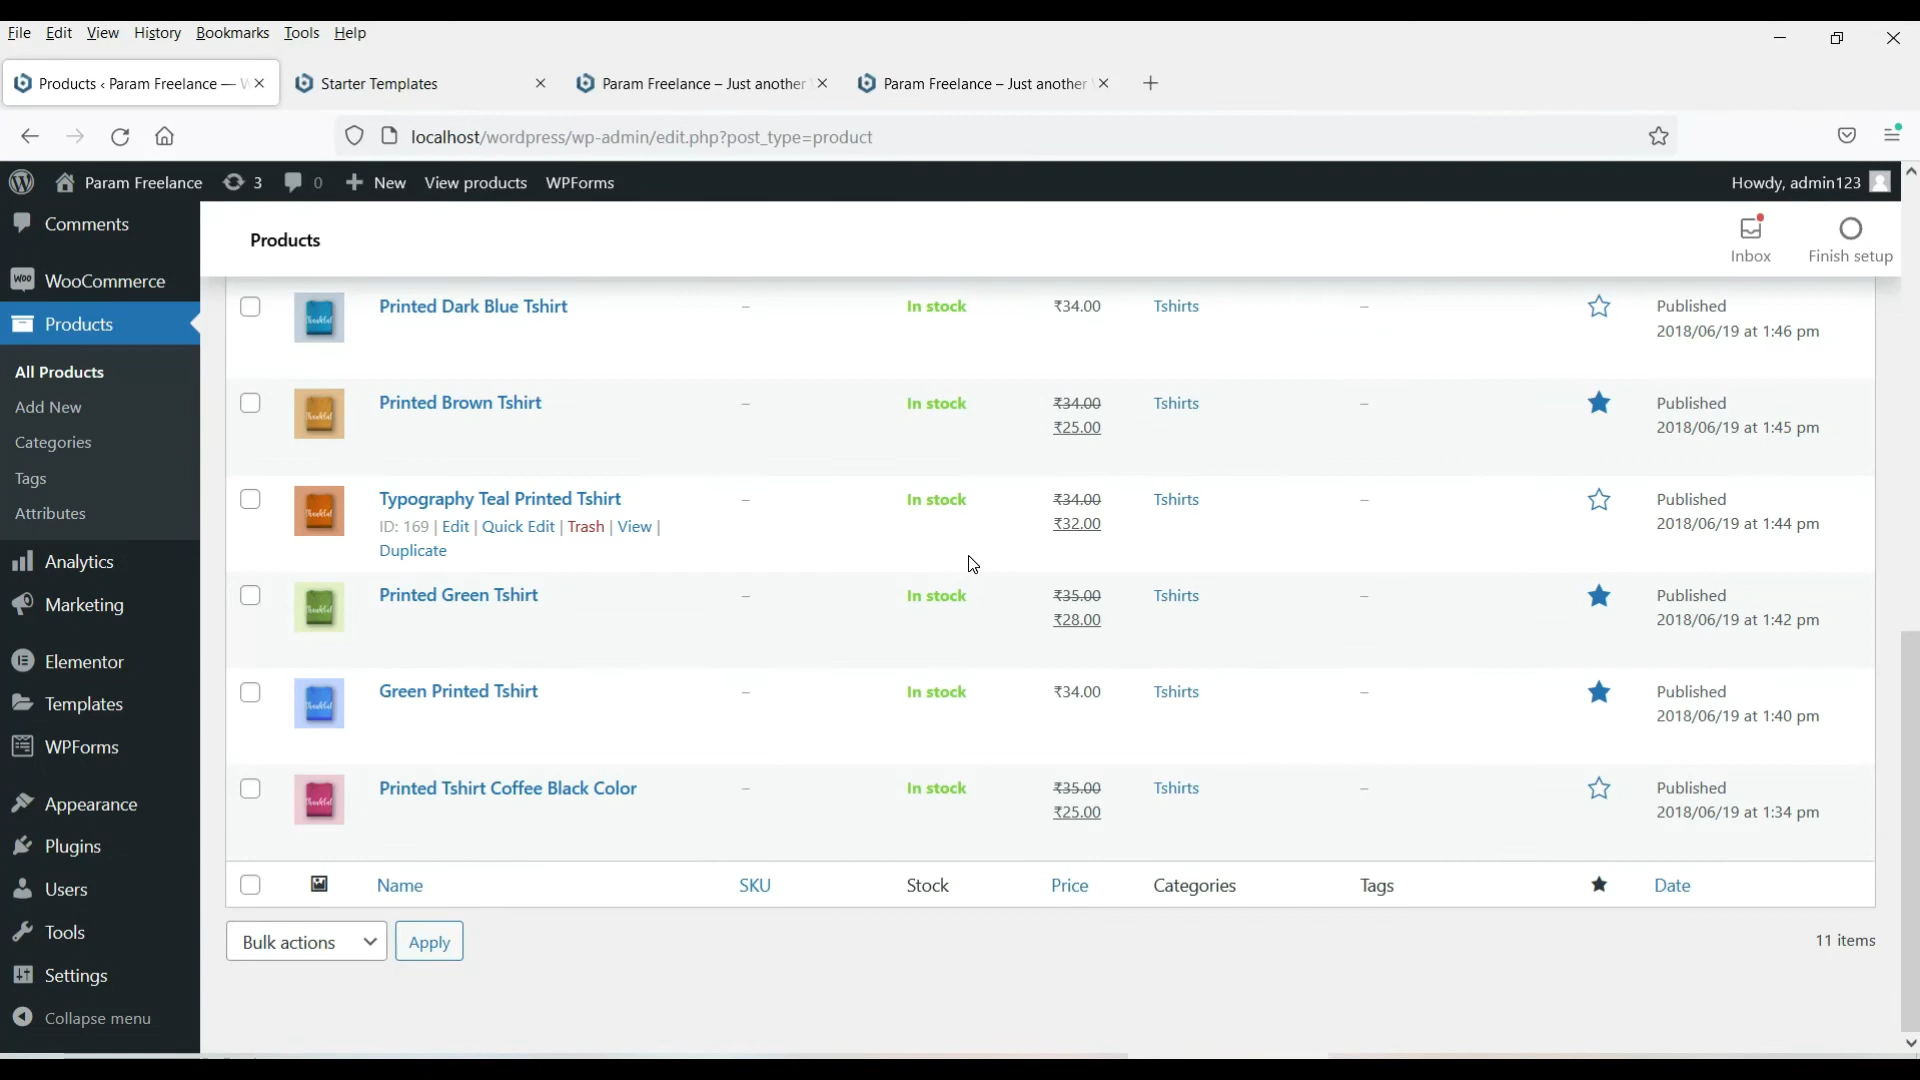 File Edit View History Bookmarks Tools Help
Products ‹ Param Freelance — Starter Templates Param Freelance – Just another Param Freelance – Just another
localhost/wordpress/wp-admin/edit.php?post_type=product
Param Freelance 3 0 New View products WPForms Howdy, admin123
Comments
WooCommerce
Products
All Products
Add New
Categories
Tags
Attributes
Analytics
Marketing
Elementor
Templates
WPForms
Appearance
Plugins
Users
Tools
Settings
Collapse menu
Products
Inbox Finish setup
Printed Dark Blue Tshirt – In stock ₹34.00 Tshirts – Published
2018/06/19 at 1:46 pm
Printed Brown Tshirt – In stock ₹34.00 Tshirts – Published
₹25.00 2018/06/19 at 1:45 pm
Typography Teal Printed Tshirt – In stock ₹34.00 Tshirts – Published
ID: 169 | Edit | Quick Edit | Trash | View | ₹32.00 2018/06/19 at 1:44 pm
Duplicate
Printed Green Tshirt – In stock ₹35.00 Tshirts – Published
₹28.00 2018/06/19 at 1:42 pm
Green Printed Tshirt – In stock ₹34.00 Tshirts – Published
2018/06/19 at 1:40 pm
Printed Tshirt Coffee Black Color – In stock ₹35.00 Tshirts – Published
₹25.00 2018/06/19 at 1:34 pm
Name SKU Stock Price Categories Tags Date
Bulk actions Apply 11 items